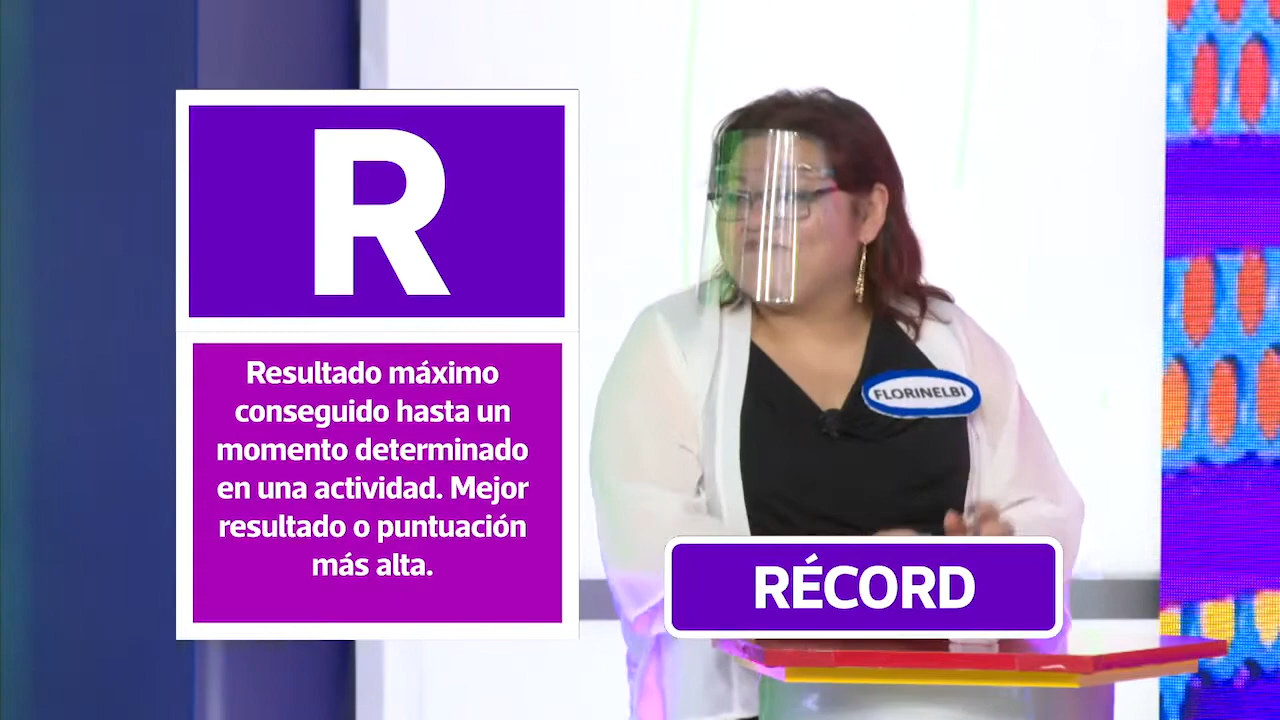 R
Resultado máximo
conseguido hasta un
momento determinado
en una actividad. Mejor
resultado o puntuación
más alta.
FLORINELBI
RÉCORD